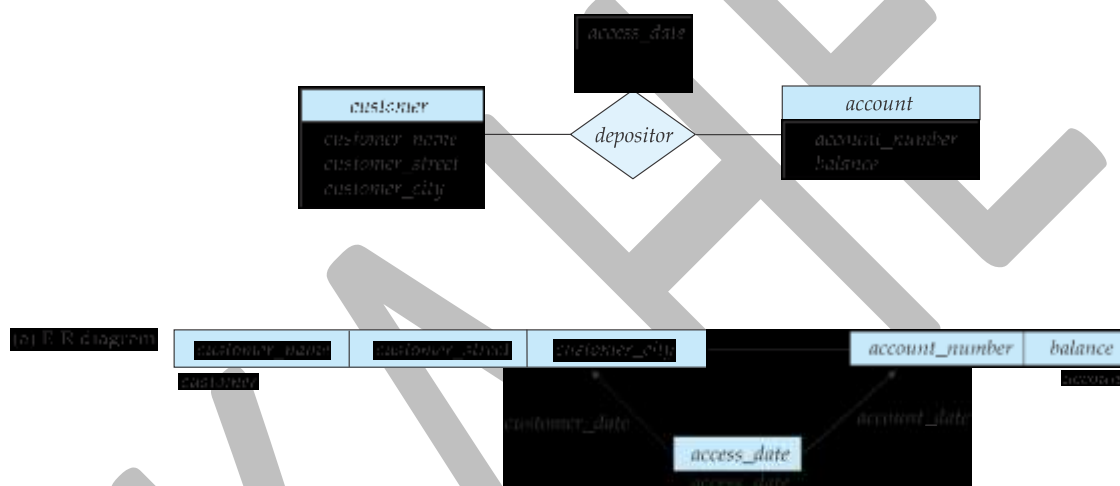 access_date
customer
account
customer_name
depositor
account_number
customer_street
balance
customer_city
(a) E-R diagram
customer_name customer_street customer_city account_number balance
customer
customer_date account_date
access_date
access_date